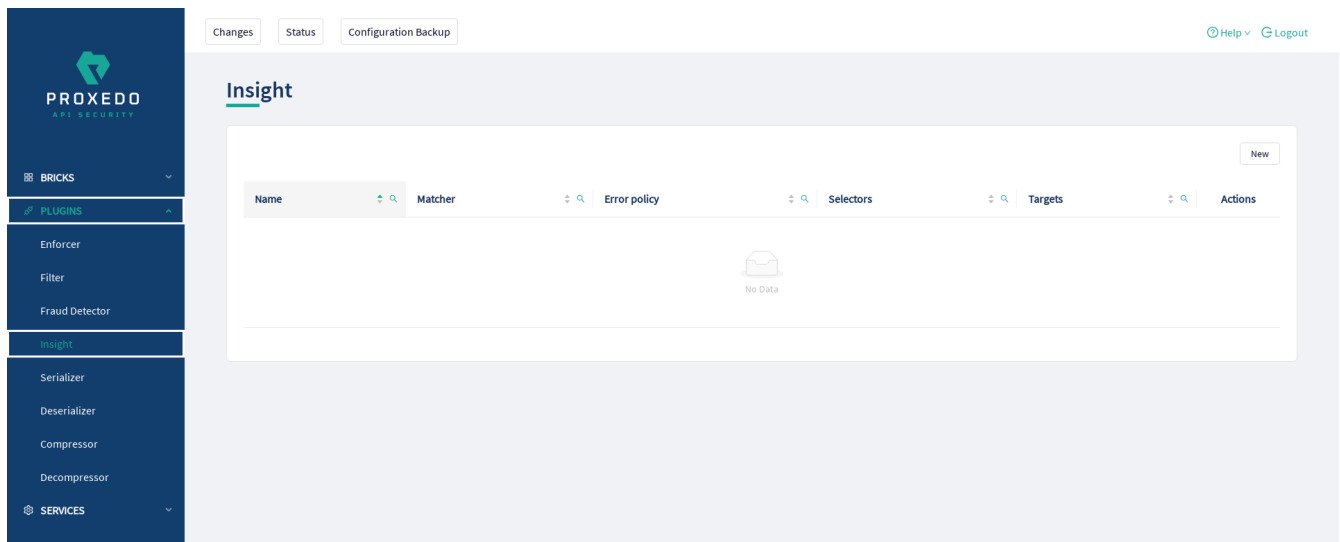 Changes Status Configuration Backup Help Logout
PROXEDO
API SECURITY
BRICKS
PLUGINS
Enforcer
Filter
Fraud Detector
Insight
Serializer
Deserializer
Compressor
Decompressor
SERVICES
Insight
New
Name Matcher Error policy Selectors Targets Actions
No Data